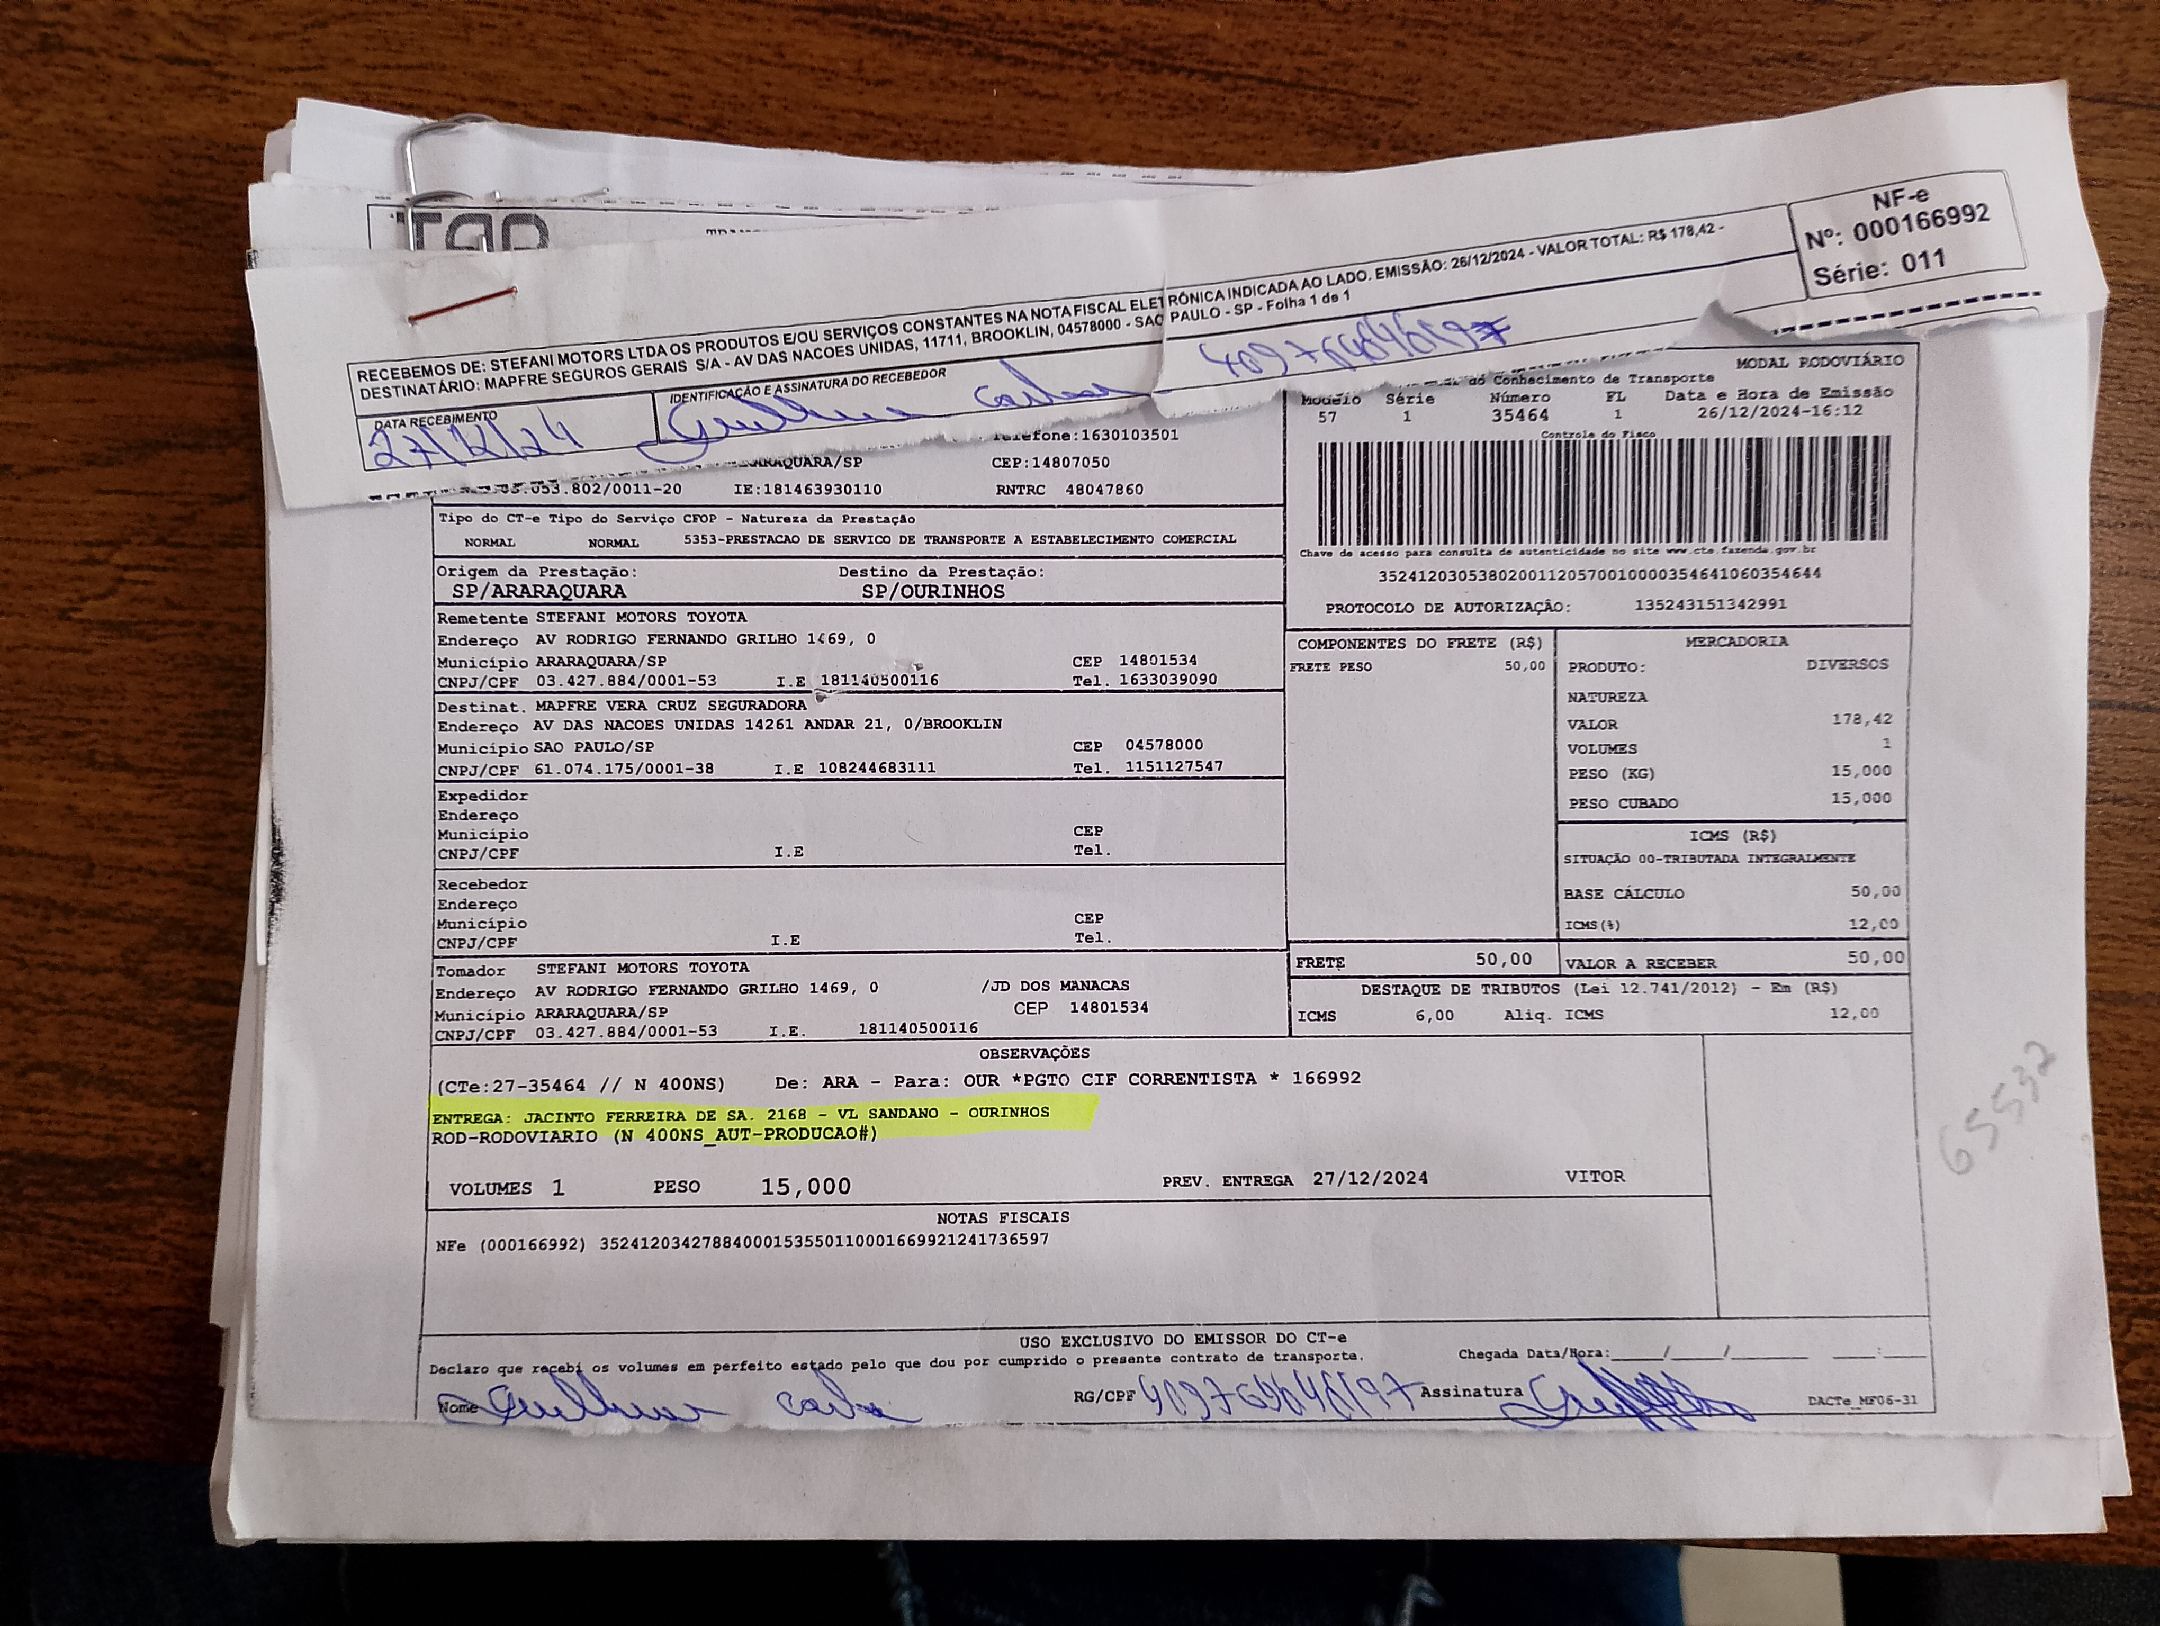 NF-e
Nº: 000166992
Série: 011
RECEBEMOS DE: STEFANI MOTORS LTDA OS PRODUTOS E/OU SERVIÇOS CONSTANTES NA NOTA FISCAL ELETRÔNICA INDICADA AO LADO. EMISSÃO: 26/12/2024 - VALOR TOTAL: R$ 178,42 -
DESTINATÁRIO: MAPFRE SEGUROS GERAIS S/A - AV DAS NACOES UNIDAS, 11711, BROOKLIN, 04578000 - SAO PAULO - SP - Folha 1 de 1
DATA RECEBIMENTO IDENTIFICAÇÃO E ASSINATURA DO RECEBEDOR
27/12/24
MODAL RODOVIÁRIO
do Conhecimento de Transporte
Modelo Série Número FL Data e Hora de Emissão
57 1 35464 1 26/12/2024-16:12
Controle do Fisco
Telefone:1630103501
ARARAQUARA/SP CEP:14807050
.053.802/0011-20 IE:181463930110 RNTRC 48047860
Tipo do CT-e Tipo do Serviço CFOP - Natureza da Prestação
NORMAL NORMAL 5353-PRESTACAO DE SERVICO DE TRANSPORTE A ESTABELECIMENTO COMERCIAL
Chave de acesso para consulta de autenticidade no site www.cte.fazenda.gov.br
35241203053802001120570010000354641060354644
PROTOCOLO DE AUTORIZAÇÃO: 135243151342991
Origem da Prestação: Destino da Prestação:
SP/ARARAQUARA SP/OURINHOS
Remetente STEFANI MOTORS TOYOTA
Endereço AV RODRIGO FERNANDO GRILHO 1469, 0
Município ARARAQUARA/SP CEP 14801534
CNPJ/CPF 03.427.884/0001-53 I.E 181140500116 Tel. 1633039090
Destinat. MAPFRE VERA CRUZ SEGURADORA
Endereço AV DAS NACOES UNIDAS 14261 ANDAR 21, 0/BROOKLIN
Município SAO PAULO/SP CEP 04578000
CNPJ/CPF 61.074.175/0001-38 I.E 108244683111 Tel. 1151127547
Expedidor
Endereço
Município CEP
CNPJ/CPF I.E Tel.
Recebedor
Endereço
Município CEP
CNPJ/CPF I.E Tel.
Tomador STEFANI MOTORS TOYOTA
Endereço AV RODRIGO FERNANDO GRILHO 1469, 0 /JD DOS MANACAS
Município ARARAQUARA/SP CEP 14801534
CNPJ/CPF 03.427.884/0001-53 I.E. 181140500116
COMPONENTES DO FRETE (R$)
FRETE PESO 50,00
MERCADORIA
PRODUTO: DIVERSOS
NATUREZA
VALOR 178,42
VOLUMES 1
PESO (KG) 15,000
PESO CUBADO 15,000
ICMS (R$)
SITUAÇÃO 00-TRIBUTADA INTEGRALMENTE
BASE CÁLCULO 50,00
ICMS(%) 12,00
FRETE 50,00 VALOR A RECEBER 50,00
DESTAQUE DE TRIBUTOS (Lei 12.741/2012) - Em (R$)
ICMS 6,00 Aliq. ICMS 12,00
OBSERVAÇÕES
(CTe:27-35464 // N 400NS) De: ARA - Para: OUR *PGTO CIF CORRENTISTA * 166992
ENTREGA: JACINTO FERREIRA DE SA. 2168 - VL SANDANO - OURINHOS
ROD-RODOVIARIO (N 400NS_AUT-PRODUCAO#)
65532
VOLUMES 1 PESO 15,000 PREV. ENTREGA 27/12/2024 VITOR
NOTAS FISCAIS
NFe (000166992) 35241203427884000153550110001669921241736597
USO EXCLUSIVO DO EMISSOR DO CT-e
Declaro que recebi os volumes em perfeito estado pelo que dou por cumprido o presente contrato de transporte. Chegada Data/Hora:____/____/______ ___:___
Nome RG/CPF Assinatura DACTe_MF06-31